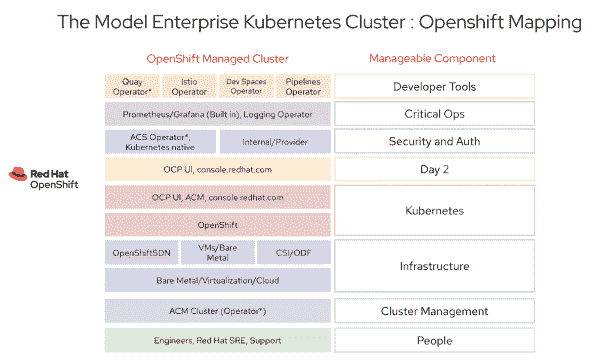 The Model Enterprise Kubernetes Cluster : Openshift Mapping
OpenShift Managed Cluster
Manageable Component
Quay
Operator*
Istio
Operator
Dev Spaces
Operator
Pipelines
Operator
Developer Tools
Prometheus/Grafana (Built in), Logging Operator
Critical Ops
ACS Operator*,
Kubernetes native
Internal/Provider
Security and Auth
OCP UI, console.redhat.com
Day 2
Red Hat
OpenShift
OCP UI, ACM, console.redhat.com
OpenShift
Kubernetes
OpenShiftSDN
VMs/Bare
Metal
CSI/ODF
Bare Metal/Virtualization/Cloud
Infrastructure
ACM Cluster (Operator*)
Cluster Management
Engineers, Red Hat SRE, Support
People